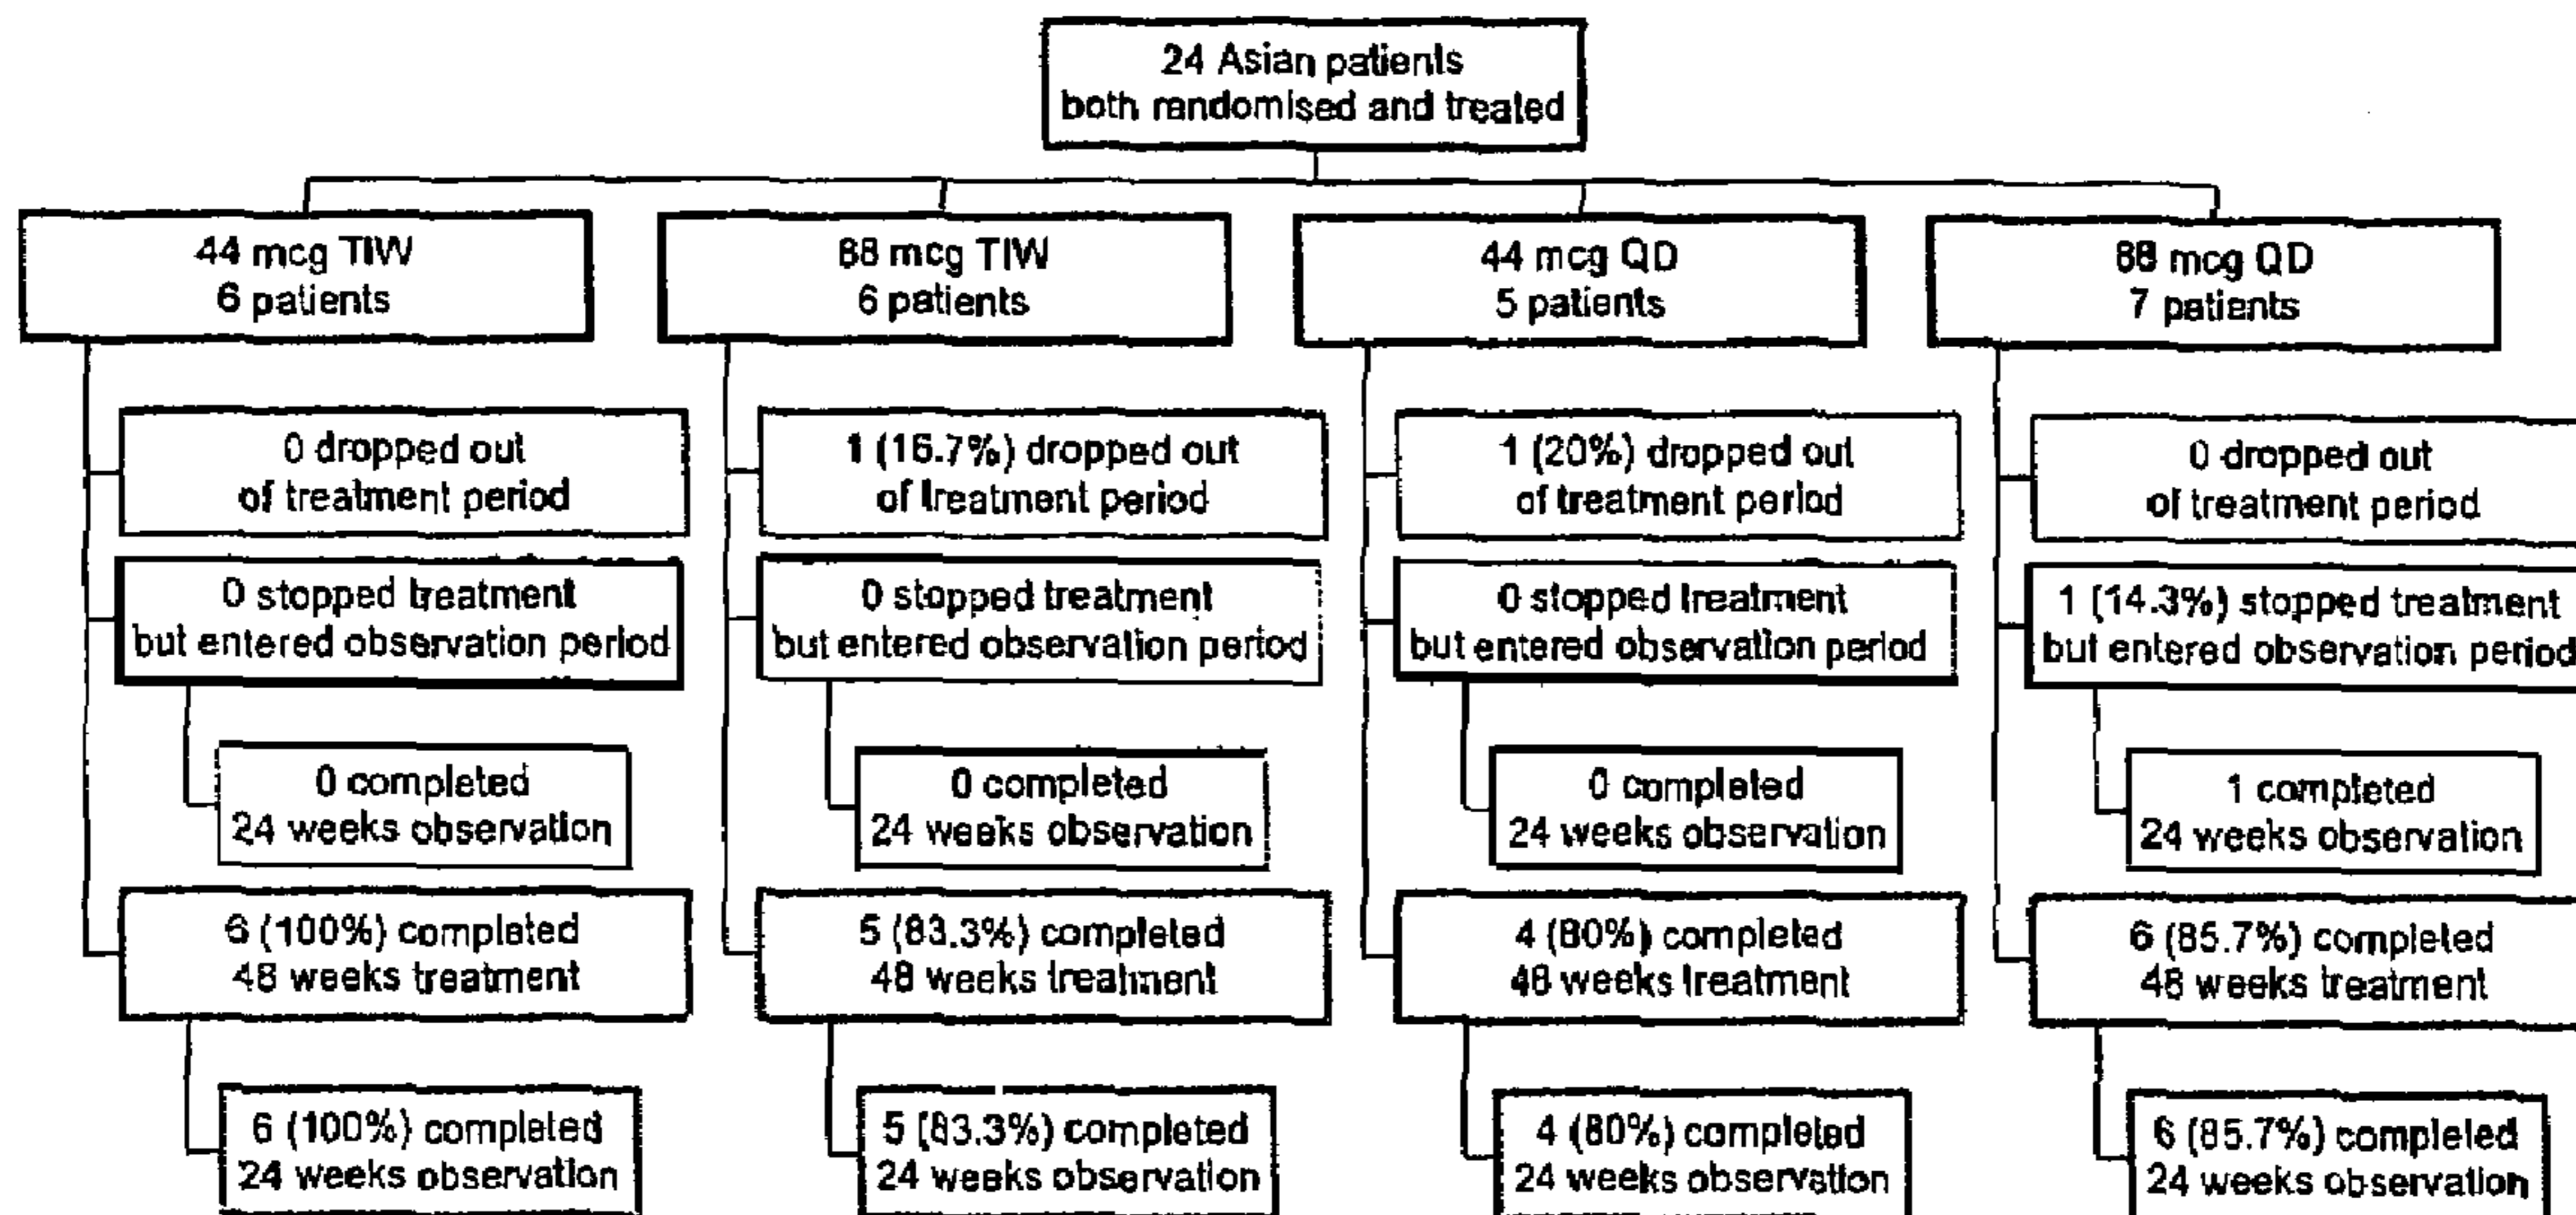 24 Asian patients
both randomised and treated
44 mcg TIW
6 patients
88 mcg TIW
6 patients
44 mcg QD
5 patients
88 mcg QD
7 patients
0 dropped out
of treatment period
1 (16.7%) dropped out
of treatment period
1 (20%) dropped out
of treatment period
0 dropped out
of treatment period
0 stopped treatment
but entered observation period
0 stopped treatment
but entered observation period
0 stopped treatment
but entered observation period
1 (14.3%) stopped treatment
but entered observation period
0 completed
24 weeks observation
0 completed
24 weeks observation
0 completed
24 weeks observation
1 completed
24 weeks observation
6 (100%) completed
48 weeks treatment
5 (83.3%) completed
48 weeks treatment
4 (80%) completed
48 weeks treatment
6 (85.7%) completed
48 weeks treatment
6 (100%) completed
24 weeks observation
5 (83.3%) completed
24 weeks observation
4 (80%) completed
24 weeks observation
6 (85.7%) completed
24 weeks observation